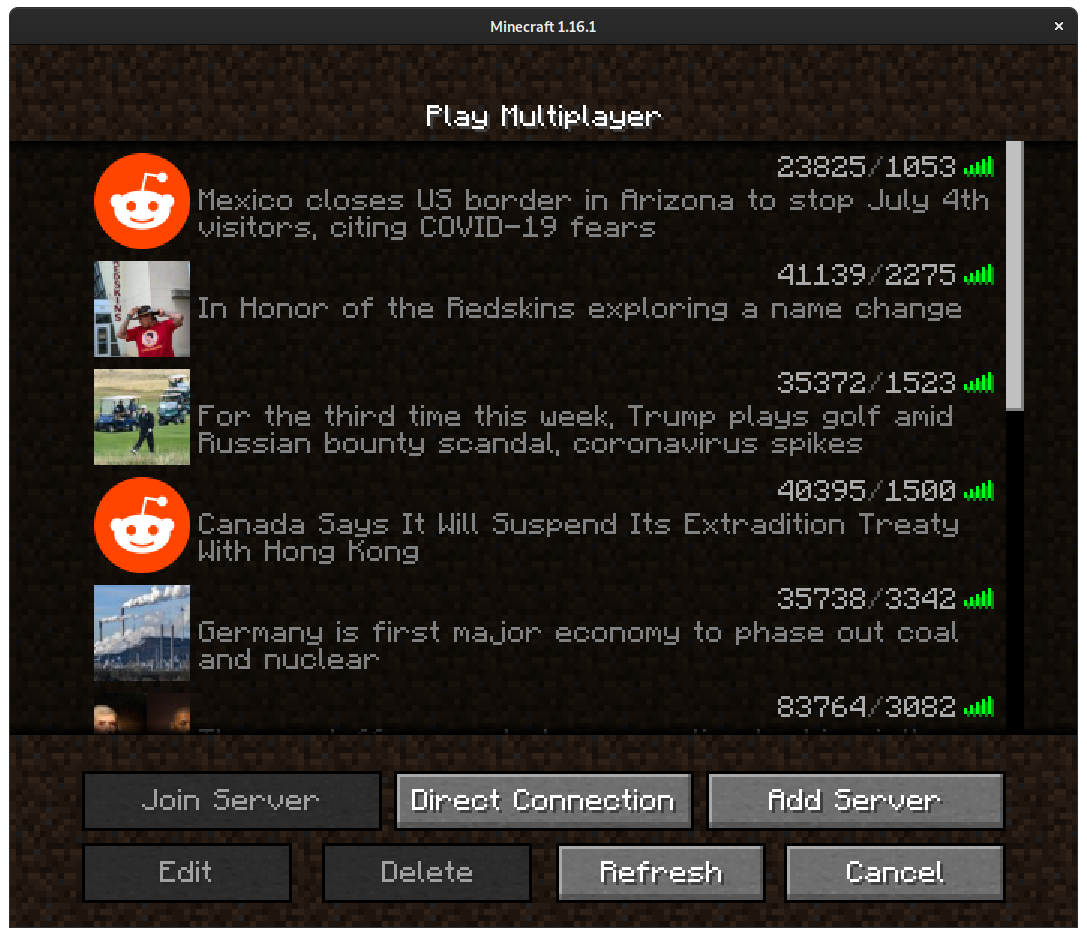 Minecraft 1.16.1
Play Multiplayer
23825/1053
Mexico closes US border in Arizona to stop July 4th
visitors, citing COVID-19 fears
41139/2275
In Honor of the Redskins exploring a name change
35372/1523
For the third time this week, Trump plays golf amid
Russian bounty scandal, coronavirus spikes
40395/1500
Canada Says It Will Suspend Its Extradition Treaty
With Hong Kong
35738/3342
Germany is first major economy to phase out coal
and nuclear
83764/3082
Join Server
Direct Connection
Add Server
Edit
Delete
Refresh
Cancel